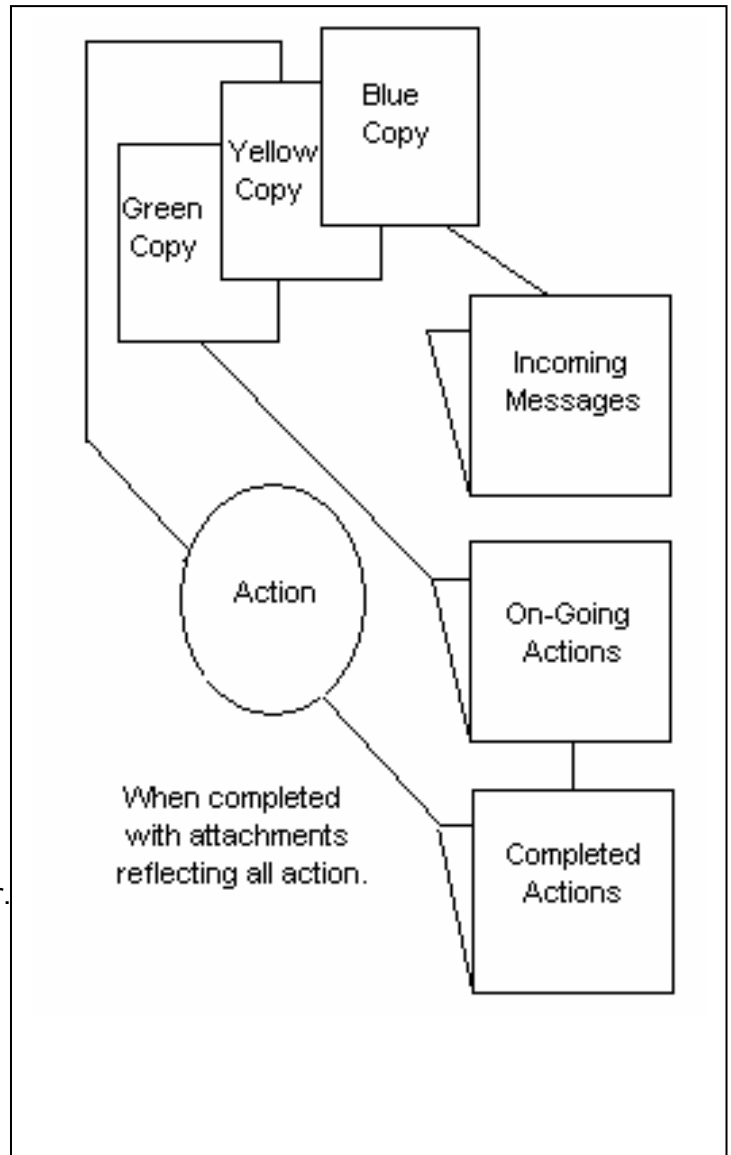 Blue
Copy
Yellow
Copy
Green
Copy
Incoming
Messages
Action
On-Going
Actions
When completed
with attachments
reflecting all action.
Completed
Actions